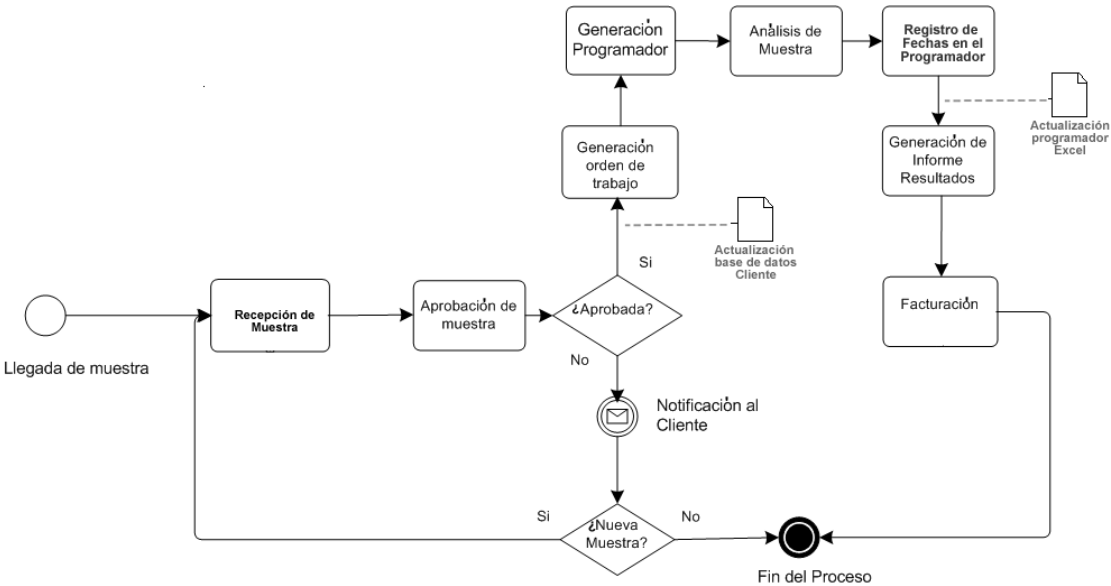 Generación
Programador
Análisis de
Muestra
Registro de
Fechas en el
Programador
Actualización
programador
Excel
Generación
orden de
trabajo
Generación de
Informe
Resultados
Actualización
base de datos
Cliente
Si
Recepción de
Muestra
Aprobación de
muestra
¿Aprobada?
Facturación
Llegada de muestra
No
Notificación al
Cliente
Si
¿Nueva
Muestra?
No
Fin del Proceso